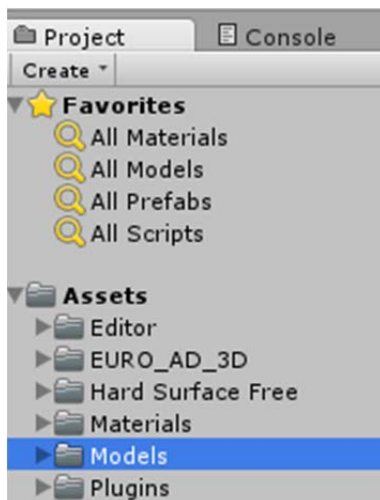 Project Console
Create
Favorites
All Materials
All Models
All Prefabs
All Scripts
Assets
Editor
EURO_AD_3D
Hard Surface Free
Materials
Models
Plugins